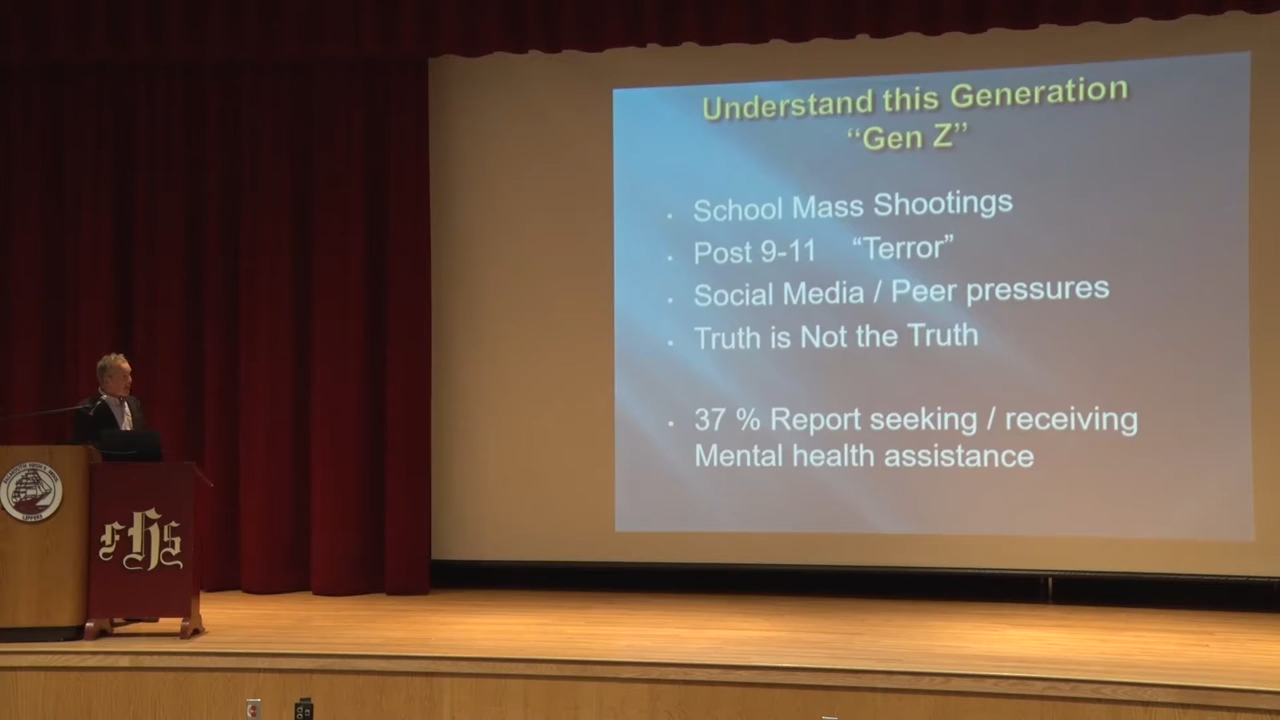 Understand this Generation
“Gen Z”
• School Mass Shootings
• Post 9-11 “Terror”
• Social Media / Peer pressures
• Truth is Not the Truth
• 37 % Report seeking / receiving
Mental health assistance
FHS
CLIPPERS